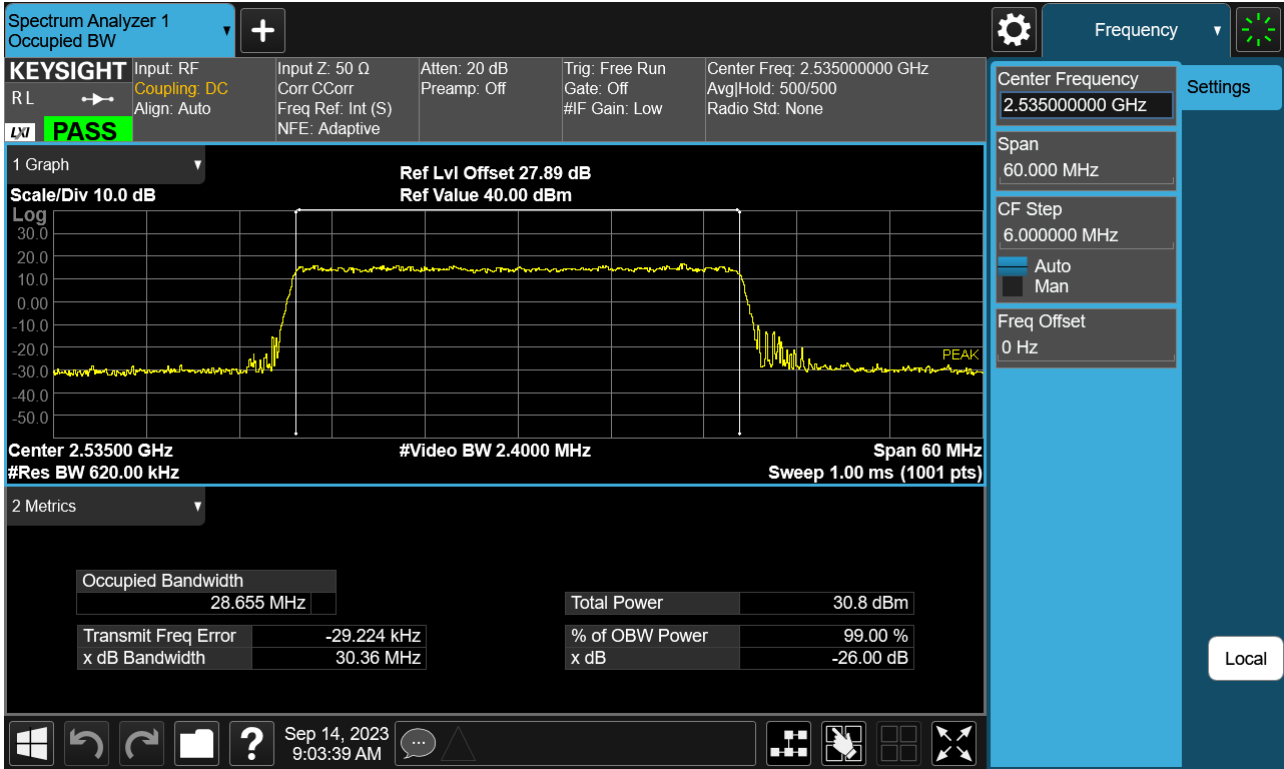 Spectrum Analyzer 1
Occupied BW
Frequency
KEYSIGHT
R L
LXI
PASS
Input: RF
Coupling: DC
Align: Auto
Input Z: 50 Ω
Corr CCorr
Freq Ref: Int (S)
NFE: Adaptive
Atten: 20 dB
Preamp: Off
Trig: Free Run
Gate: Off
#IF Gain: Low
Center Freq: 2.535000000 GHz
Avg|Hold: 500/500
Radio Std: None
Center Frequency
2.535000000 GHz
Settings
Span
60.000 MHz
CF Step
6.000000 MHz
Auto
Man
Freq Offset
0 Hz
Local
1 Graph
Scale/Div 10.0 dB
Ref Lvl Offset 27.89 dB
Ref Value 40.00 dBm
Log
30.0
20.0
10.0
0.00
-10.0
-20.0
-30.0
-40.0
-50.0
PEAK
Center 2.53500 GHz
#Video BW 2.4000 MHz
Span 60 MHz
#Res BW 620.00 kHz
Sweep 1.00 ms (1001 pts)
2 Metrics
Occupied Bandwidth
28.655 MHz
Total Power 30.8 dBm
Transmit Freq Error -29.224 kHz
% of OBW Power 99.00 %
x dB Bandwidth 30.36 MHz
x dB -26.00 dB
?
Sep 14, 2023
9:03:39 AM